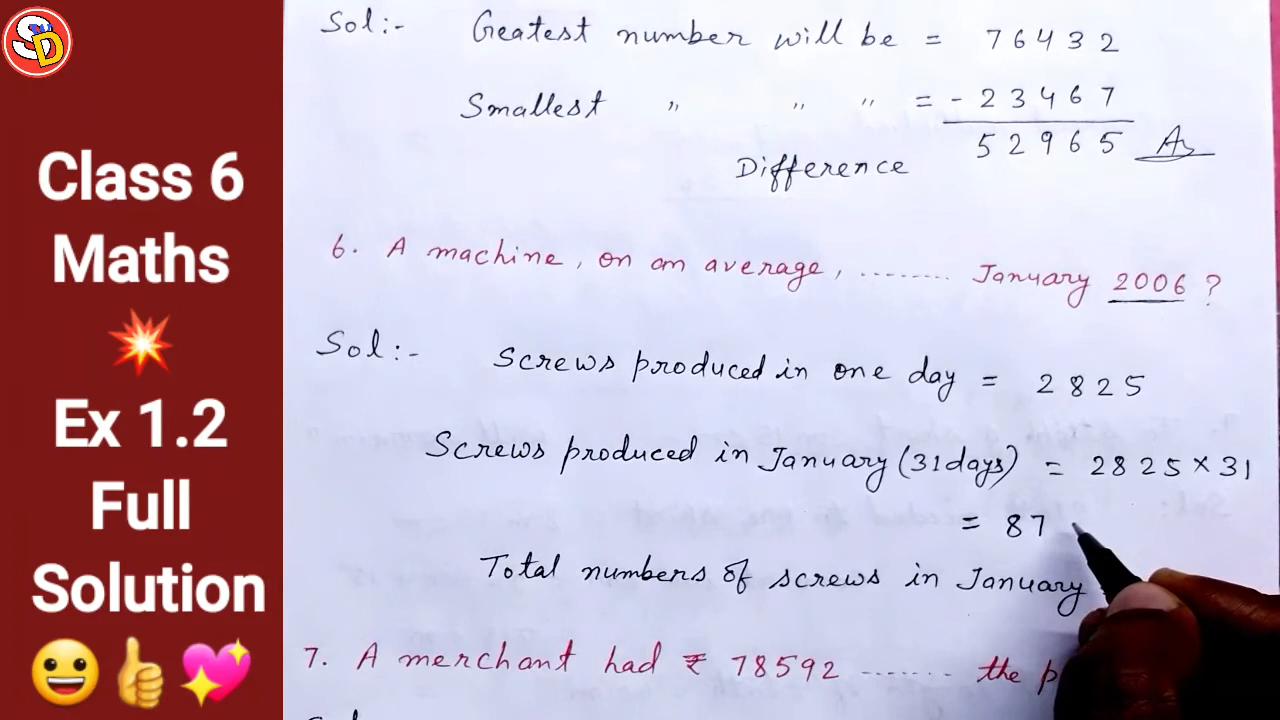 SD
Class 6
Maths
Ex 1.2
Full
Solution
Sol:- Greatest number will be = 76432
Smallest " " " = - 23467
52965 Ans
Difference
6. A machine, on an average, ........ January 2006 ?
Sol:- Screws produced in one day = 2825
Screws produced in January (31 days) = 2825 × 31
= 87
Total numbers of screws in January
7. A merchant had ₹ 78592 ....... the p